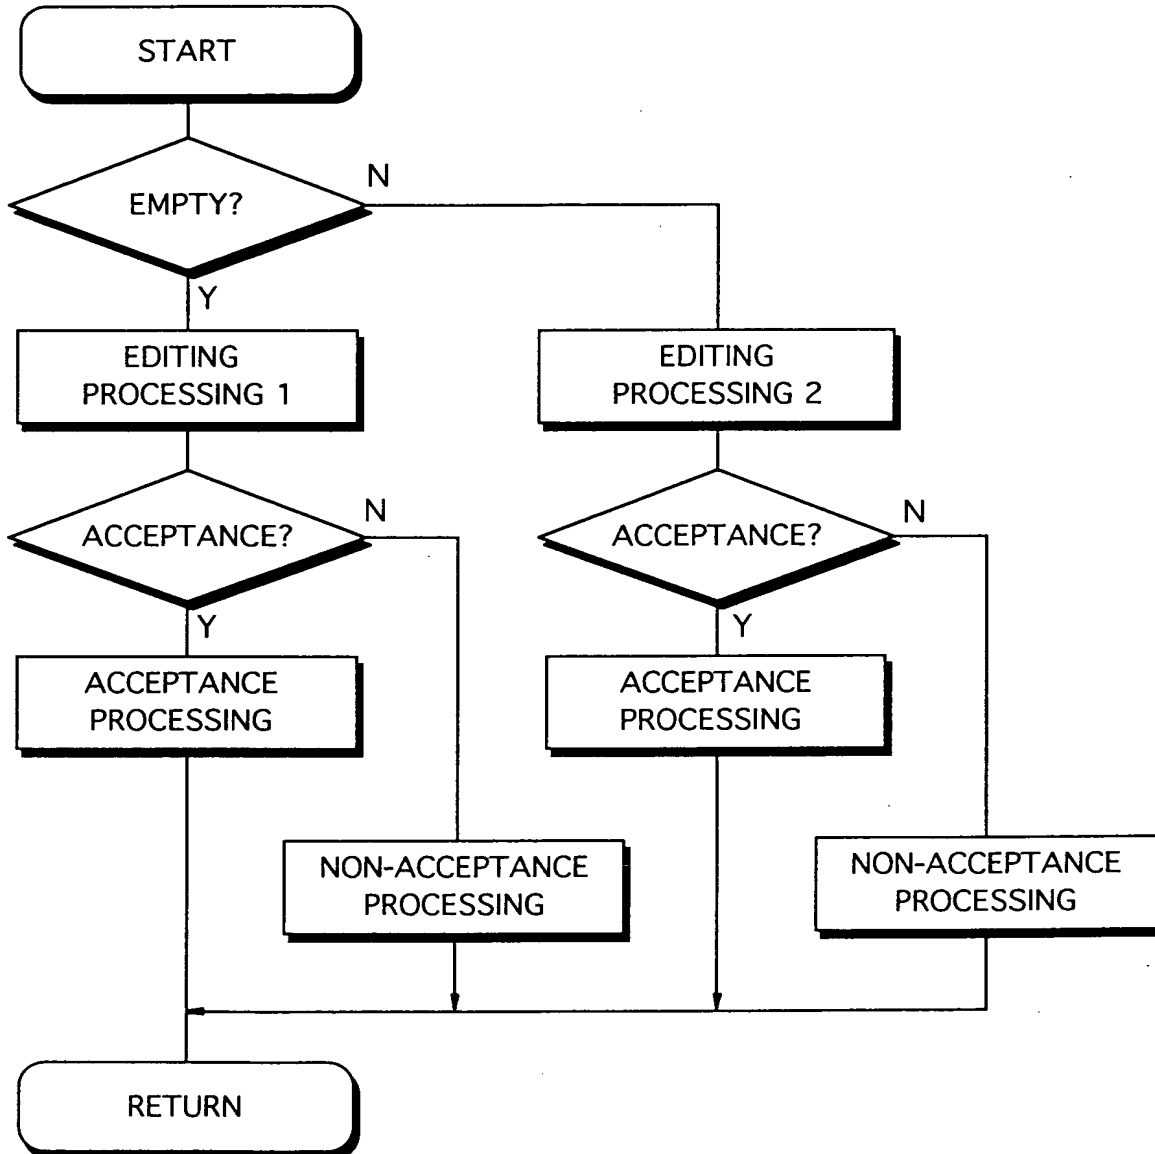 START
EMPTY?
N
Y
EDITING
PROCESSING 1
EDITING
PROCESSING 2
ACCEPTANCE?
N
ACCEPTANCE?
N
Y
Y
ACCEPTANCE
PROCESSING
ACCEPTANCE
PROCESSING
NON-ACCEPTANCE
PROCESSING
NON-ACCEPTANCE
PROCESSING
RETURN